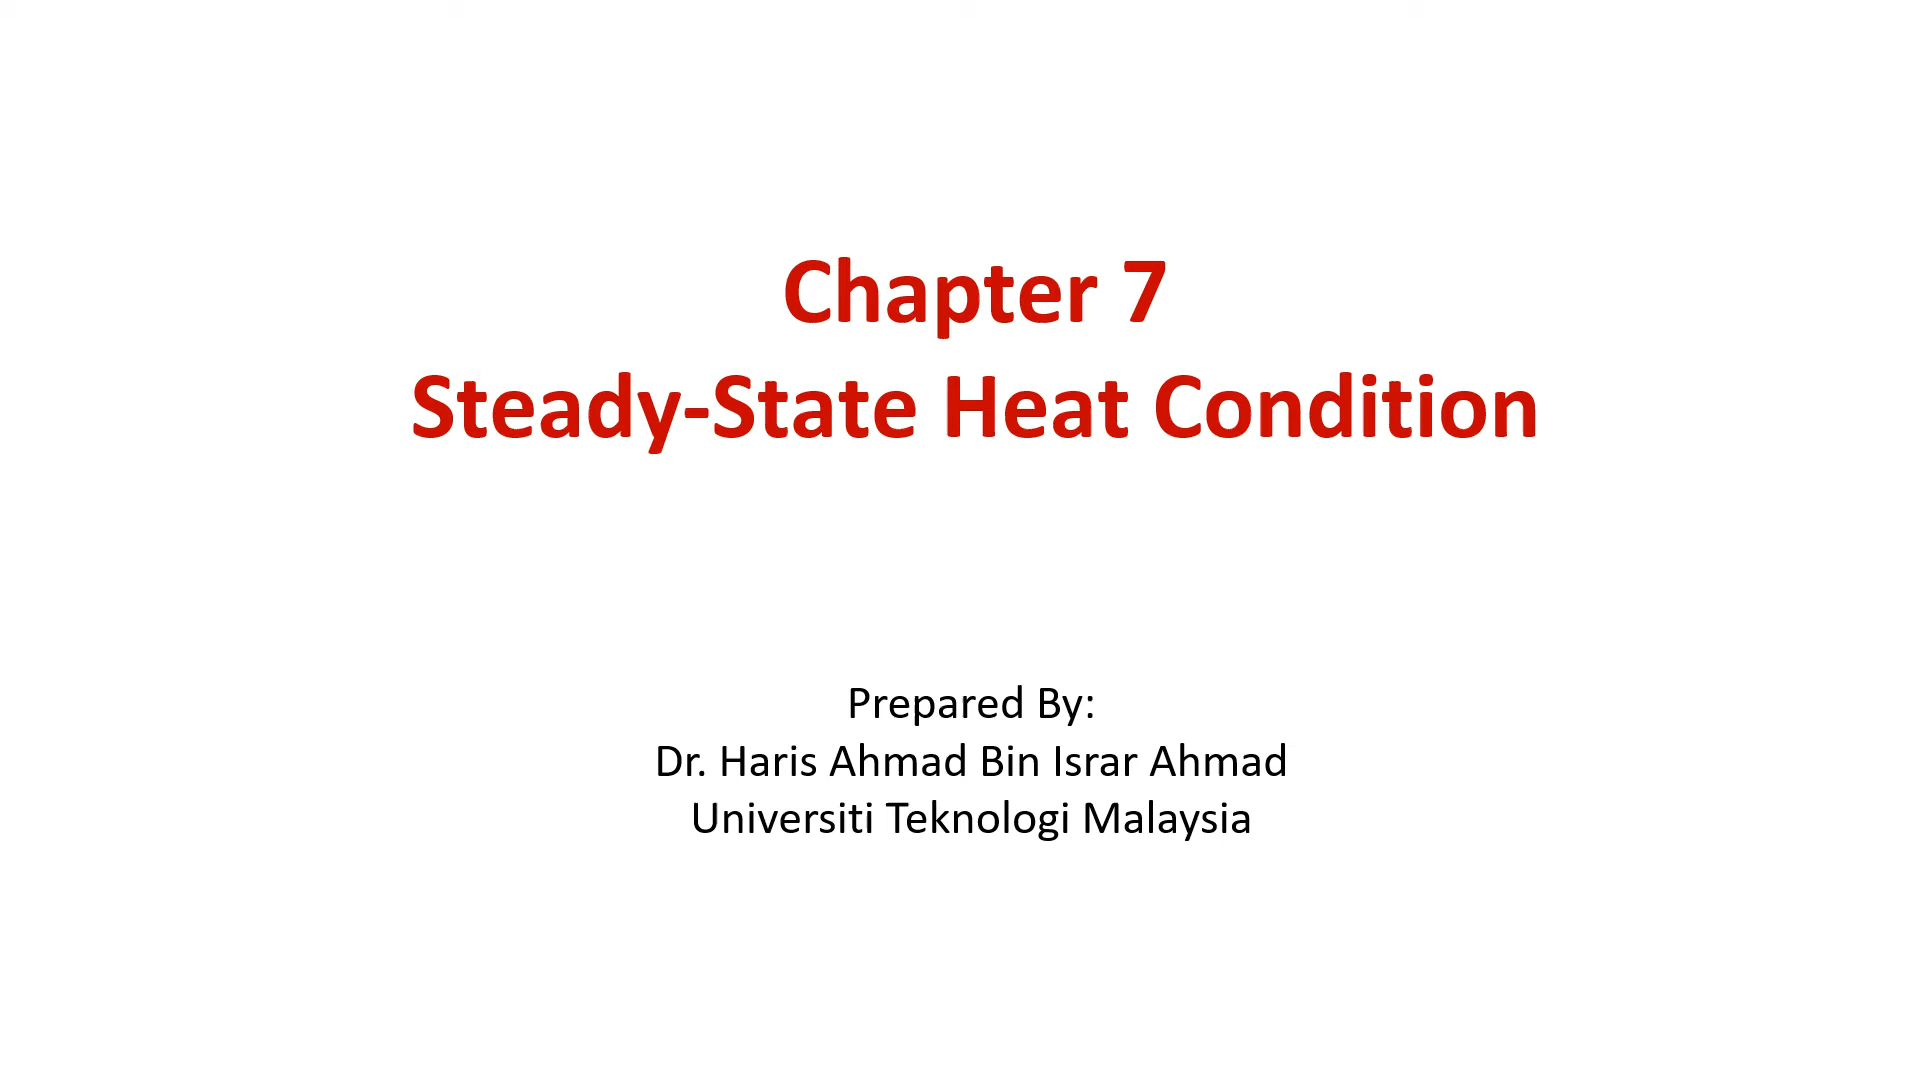 Chapter 7
Steady-State Heat Condition
Prepared By:
Dr. Haris Ahmad Bin Israr Ahmad
Universiti Teknologi Malaysia